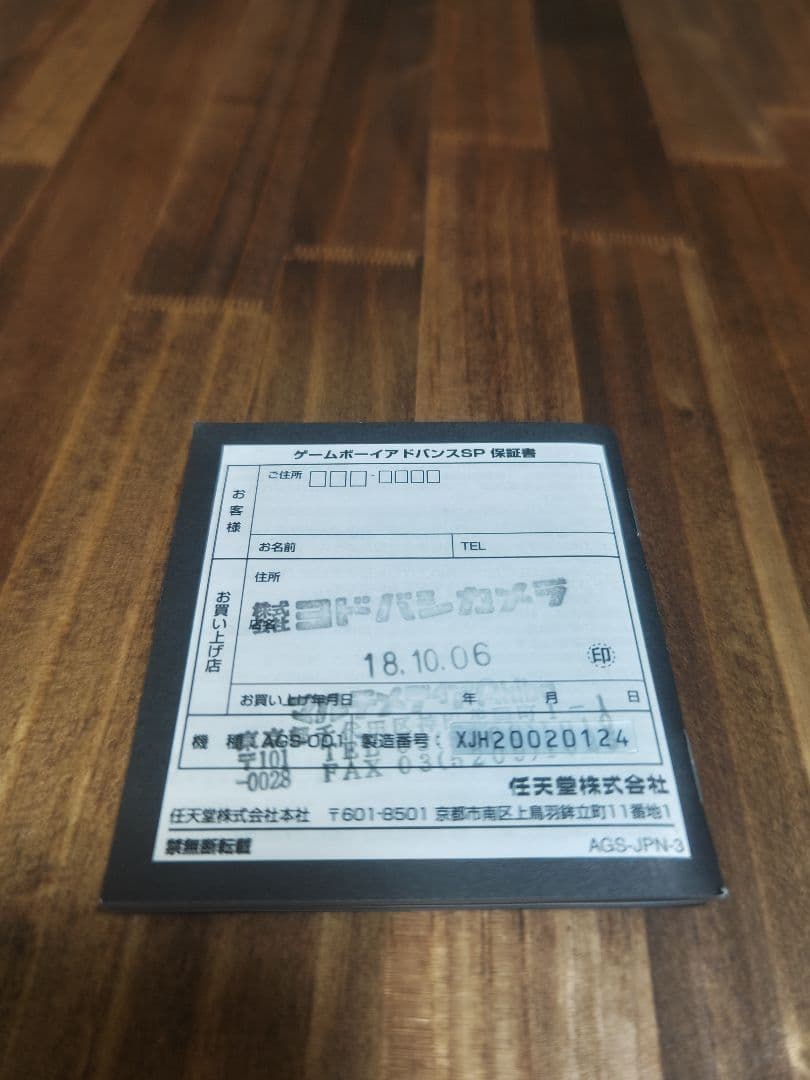 ゲームボーイアドバンスSP 保証書
お客様
ご住所 □□□-□□□□
お名前
TEL
お買い上げ店
住所
株式会社 ヨドバシカメラ
店名
18.10.06
印
お買い上げ年月日 年 月 日
機 種 AGS-001 製造番号 XJH20020124
〒101
-0028
TEL
FAX 03(
任天堂株式会社
任天堂株式会社本社 〒601-8501 京都市南区上鳥羽鉾立町11番地1
禁無断転載
AGS-JPN-3